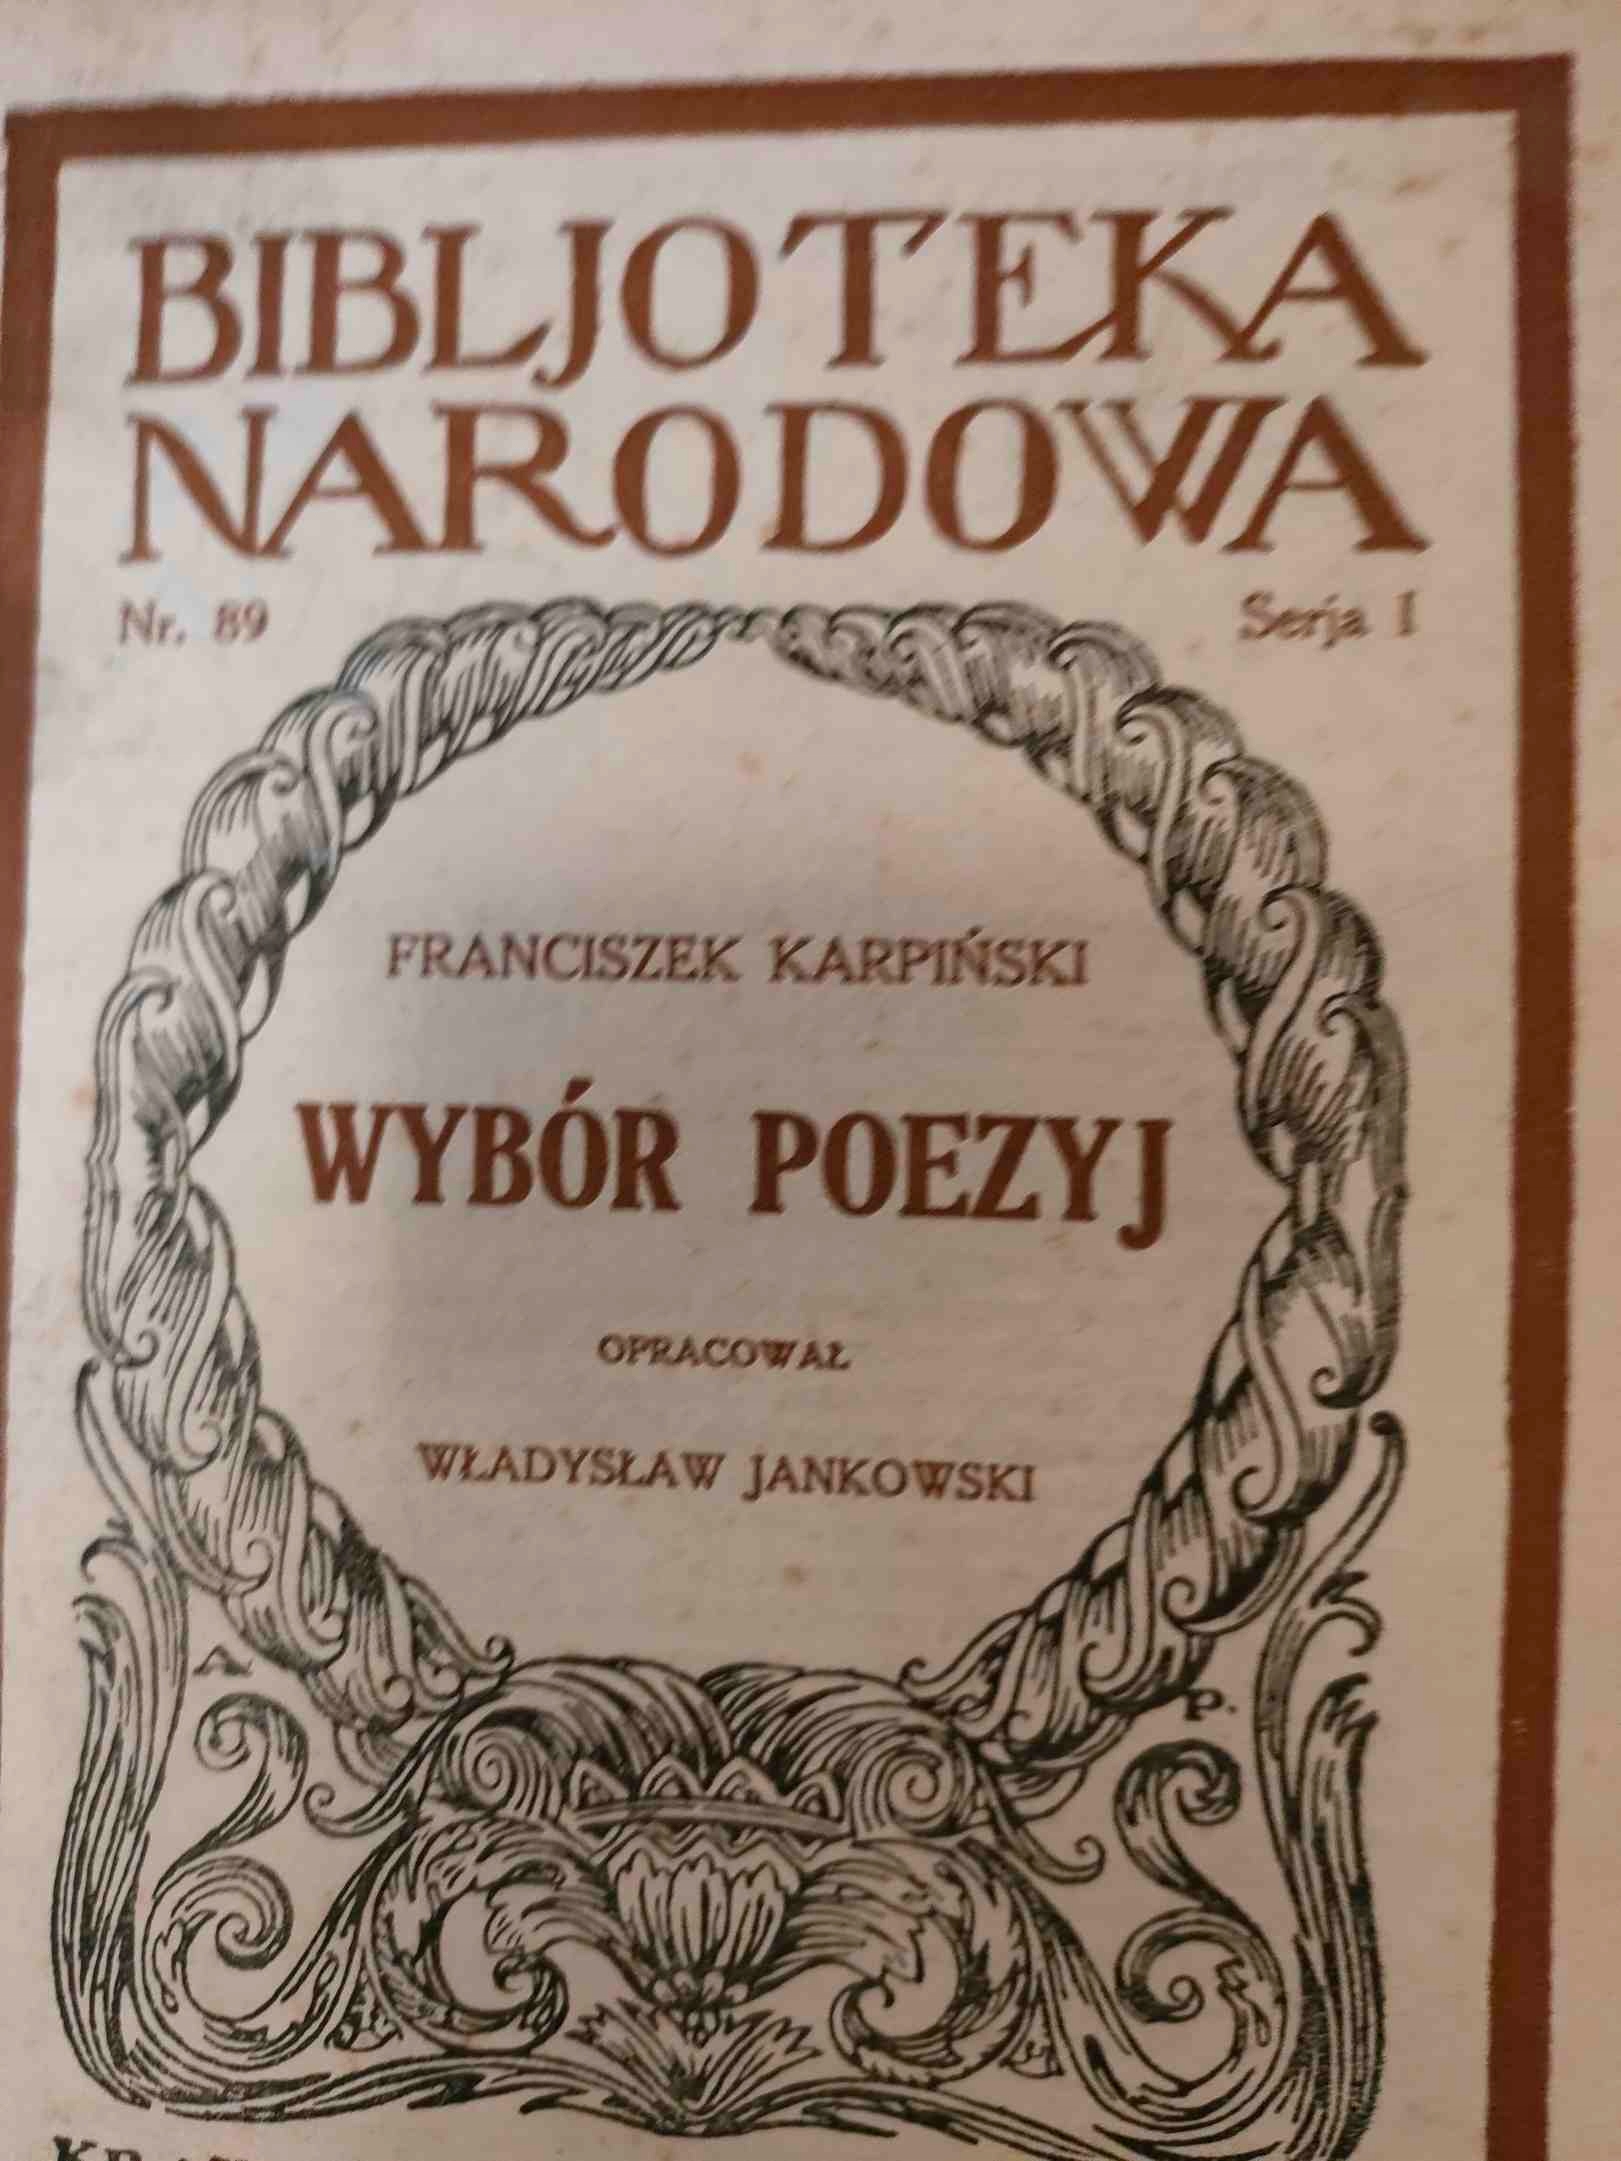 BIBLJOTEKA
NARODOWA
Nr. 89 Serja I
FRANCISZEK KARPIŃSKI
WYBÓR POEZYJ
OPRACOWAŁ
WŁADYSŁAW JANKOWSKI
A P.